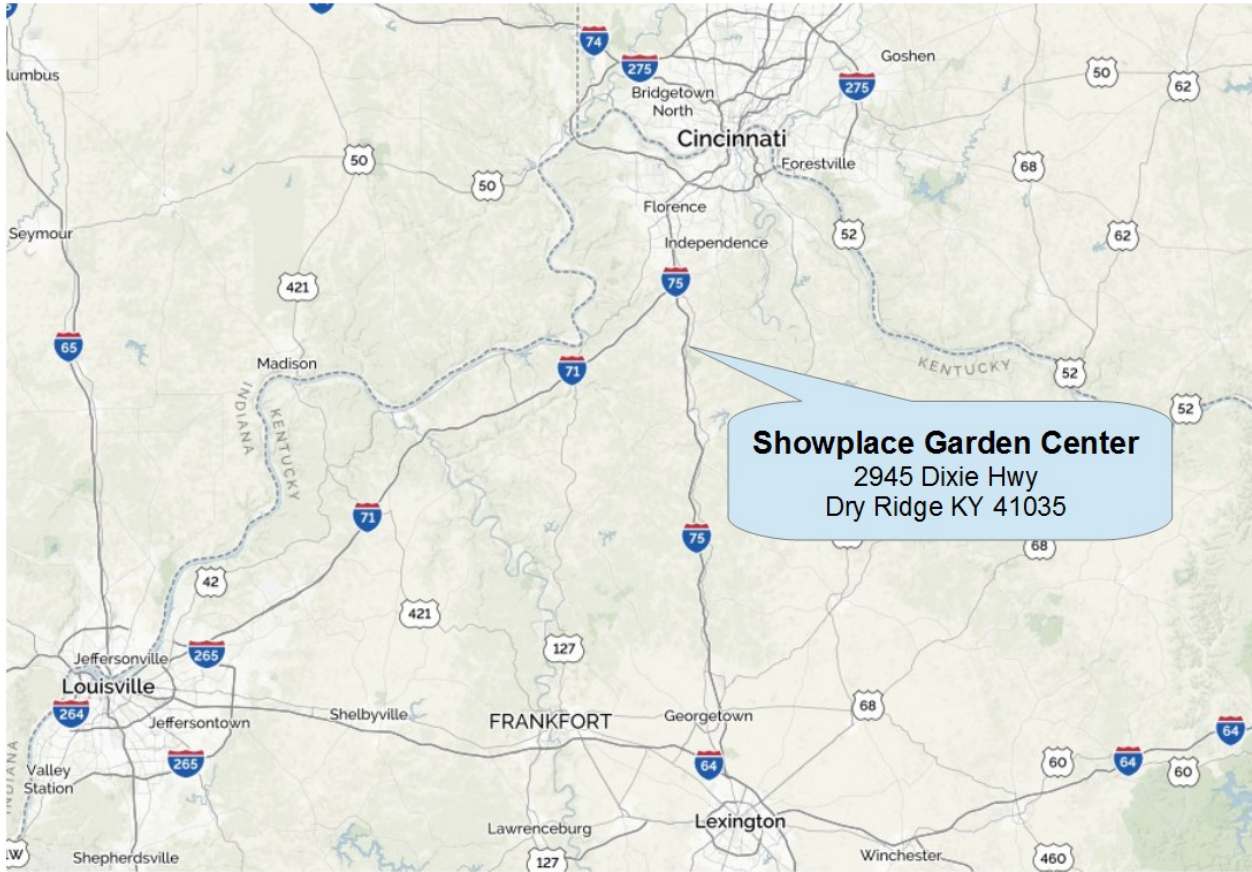 74
275
Goshen
lumbus
50
62
275
Bridgetown
North
Cincinnati
50
68
Forestville
50
Florence
Seymour
52
62
Independence
421
75
65
Madison
71
KENTUCKY
52
INDIANA
KENTUCKY
52
Showplace Garden Center
2945 Dixie Hwy
Dry Ridge KY 41035
71
75
68
42
421
127
Jeffersonville
265
Louisville
264
Jeffersontown
Shelbyville
FRANKFORT
Georgetown
68
64
INDIANA
Valley
Station
265
64
60
64
60
Lexington
Lawrenceburg
1W
Shepherdsville
127
Winchester
460